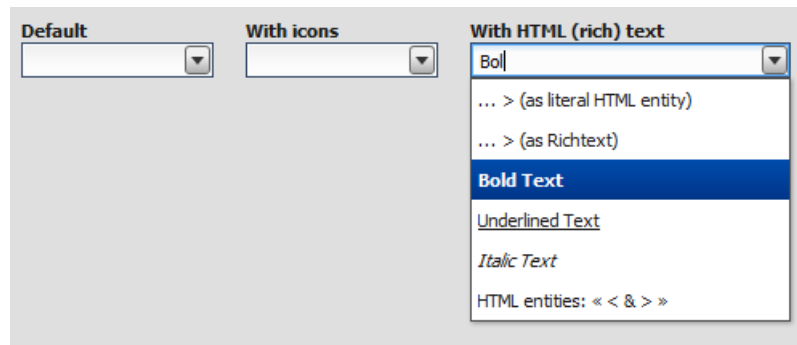 Default
With icons
With HTML (rich) text
Bol
... > (as literal HTML entity)
... > (as Richtext)
Bold Text
Underlined Text
Italic Text
HTML entities: « < & > »